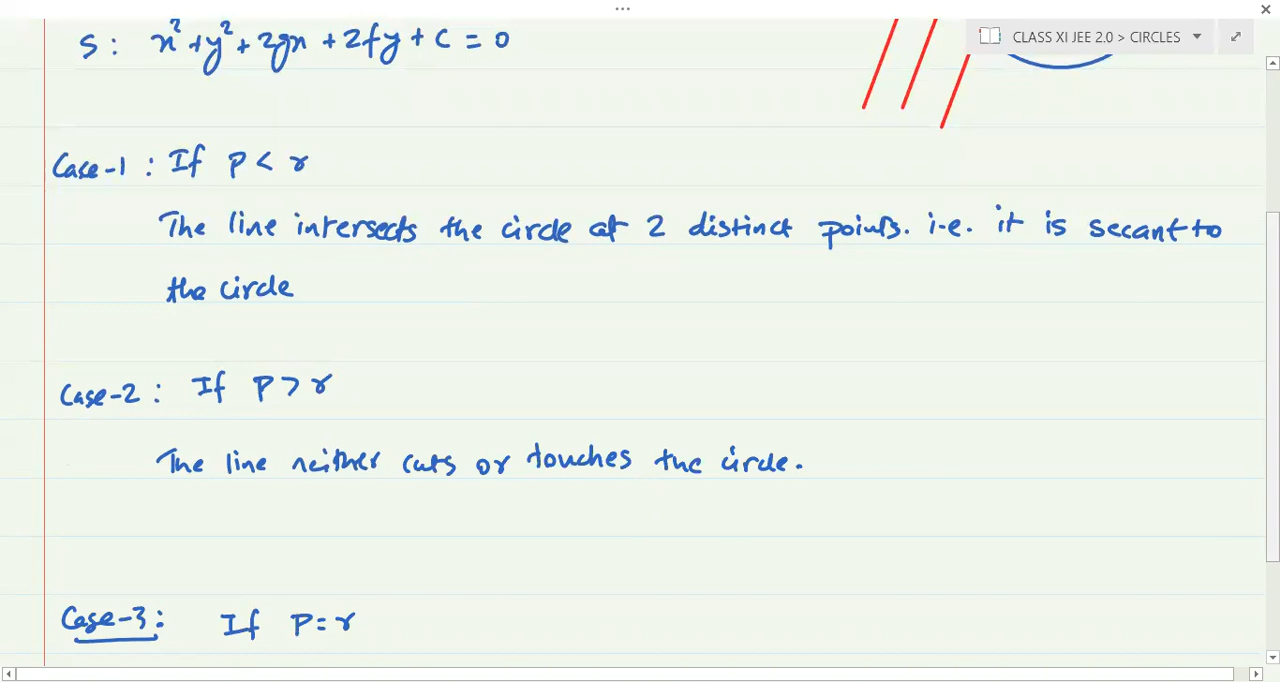 ...
CLASS XI JEE 2.0 > CIRCLES
S: x²+y²+2gx+2fy+c=0
Case-1: If P<r
The line intersects the circle at 2 distinct points. i.e. it is secant to
the circle
Case-2: If P>r
The line neither cuts or touches the circle.
Case-3: If P=r